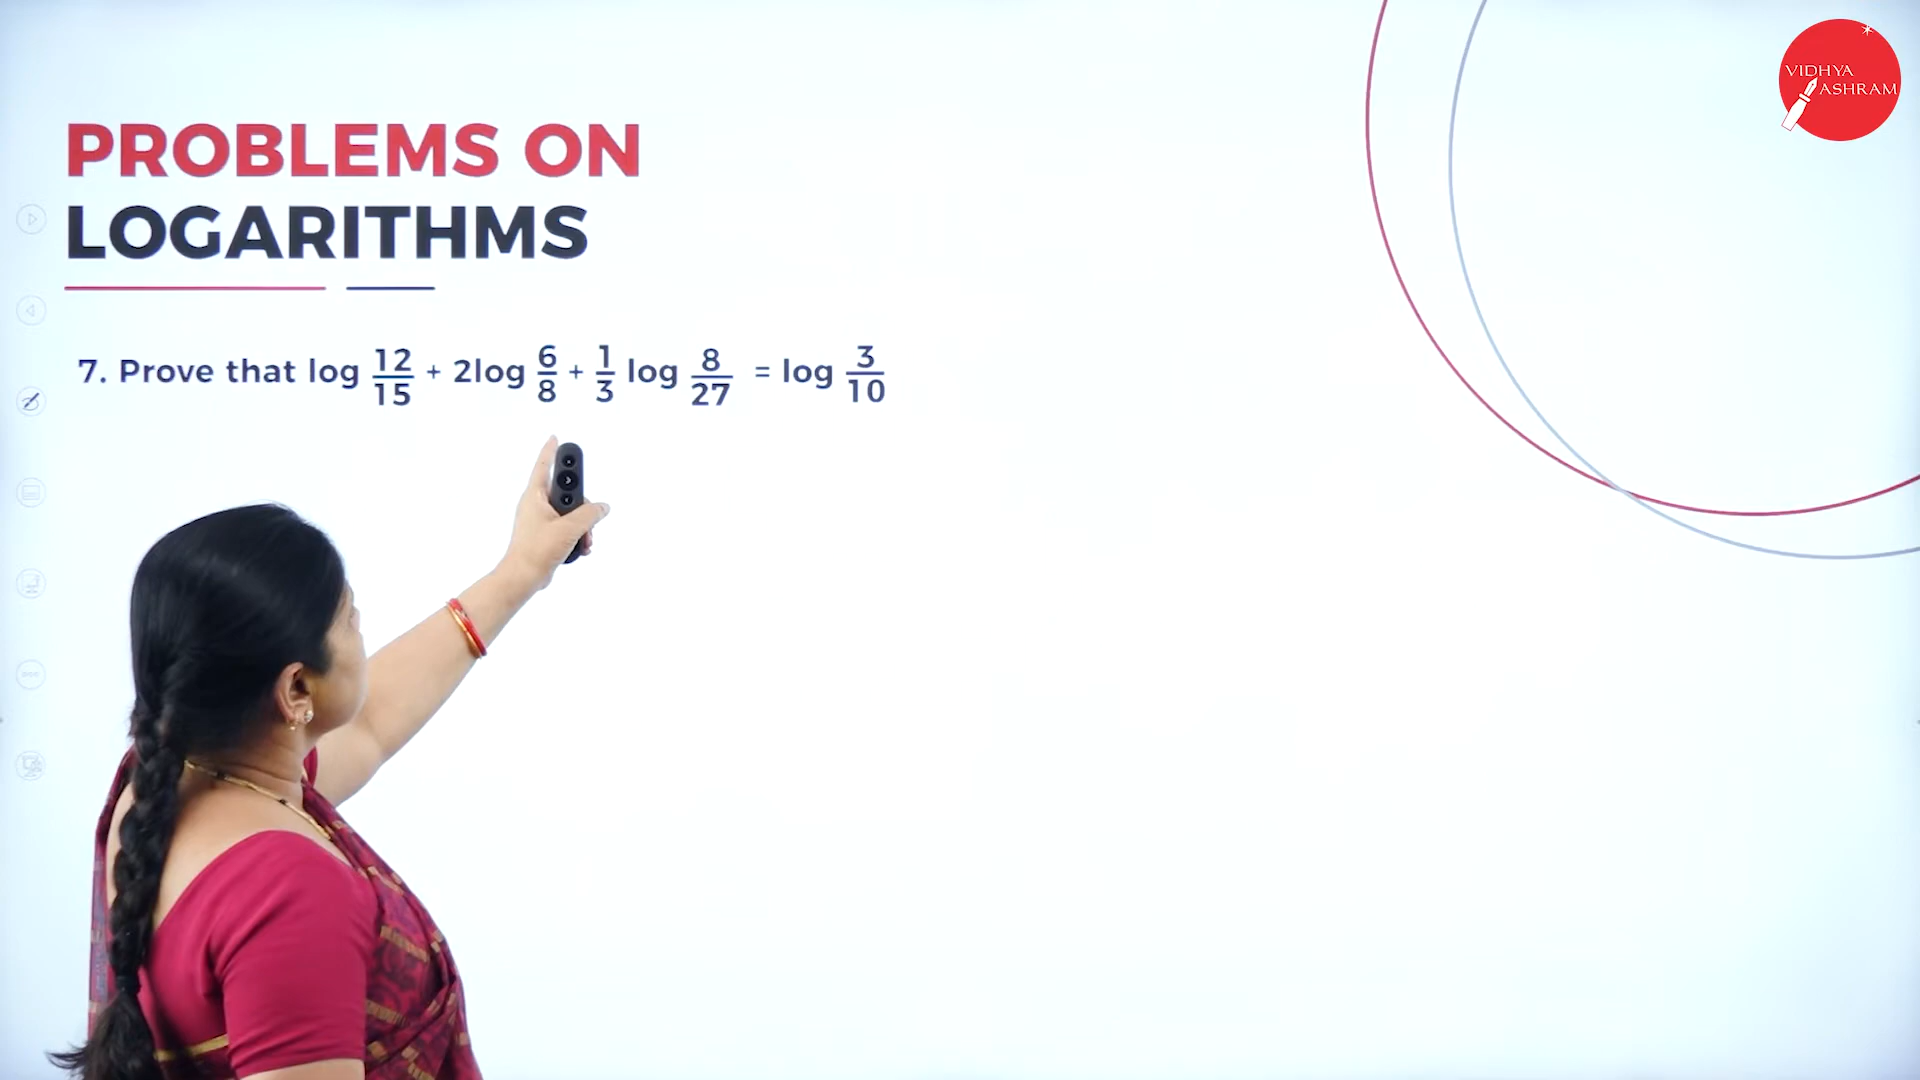 VIDHYA
ASHRAM
PROBLEMS ON
LOGARITHMS
7. Prove that log 12/15 + 2log 6/8 + 1/3 log 8/27 = log 3/10